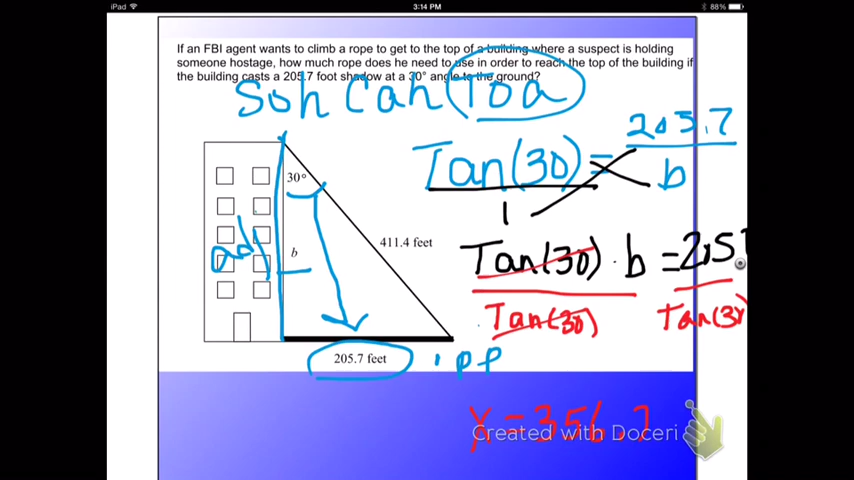 iPad 3:14 PM 88%
If an FBI agent wants to climb a rope to get to the top of a building where a suspect is holding
someone hostage, how much rope does he need to use in order to reach the top of the building if
the building casts a 205.7 foot shadow at a 30° angle to the ground?
Soh Cah Toa
Tan(30) = 205.7
b
1
30°
adj
b
411.4 feet
Tan(30) · b = 205
Tan(30) Tan(30)
205.7 feet opp
x = 356.2
Created with Doceri